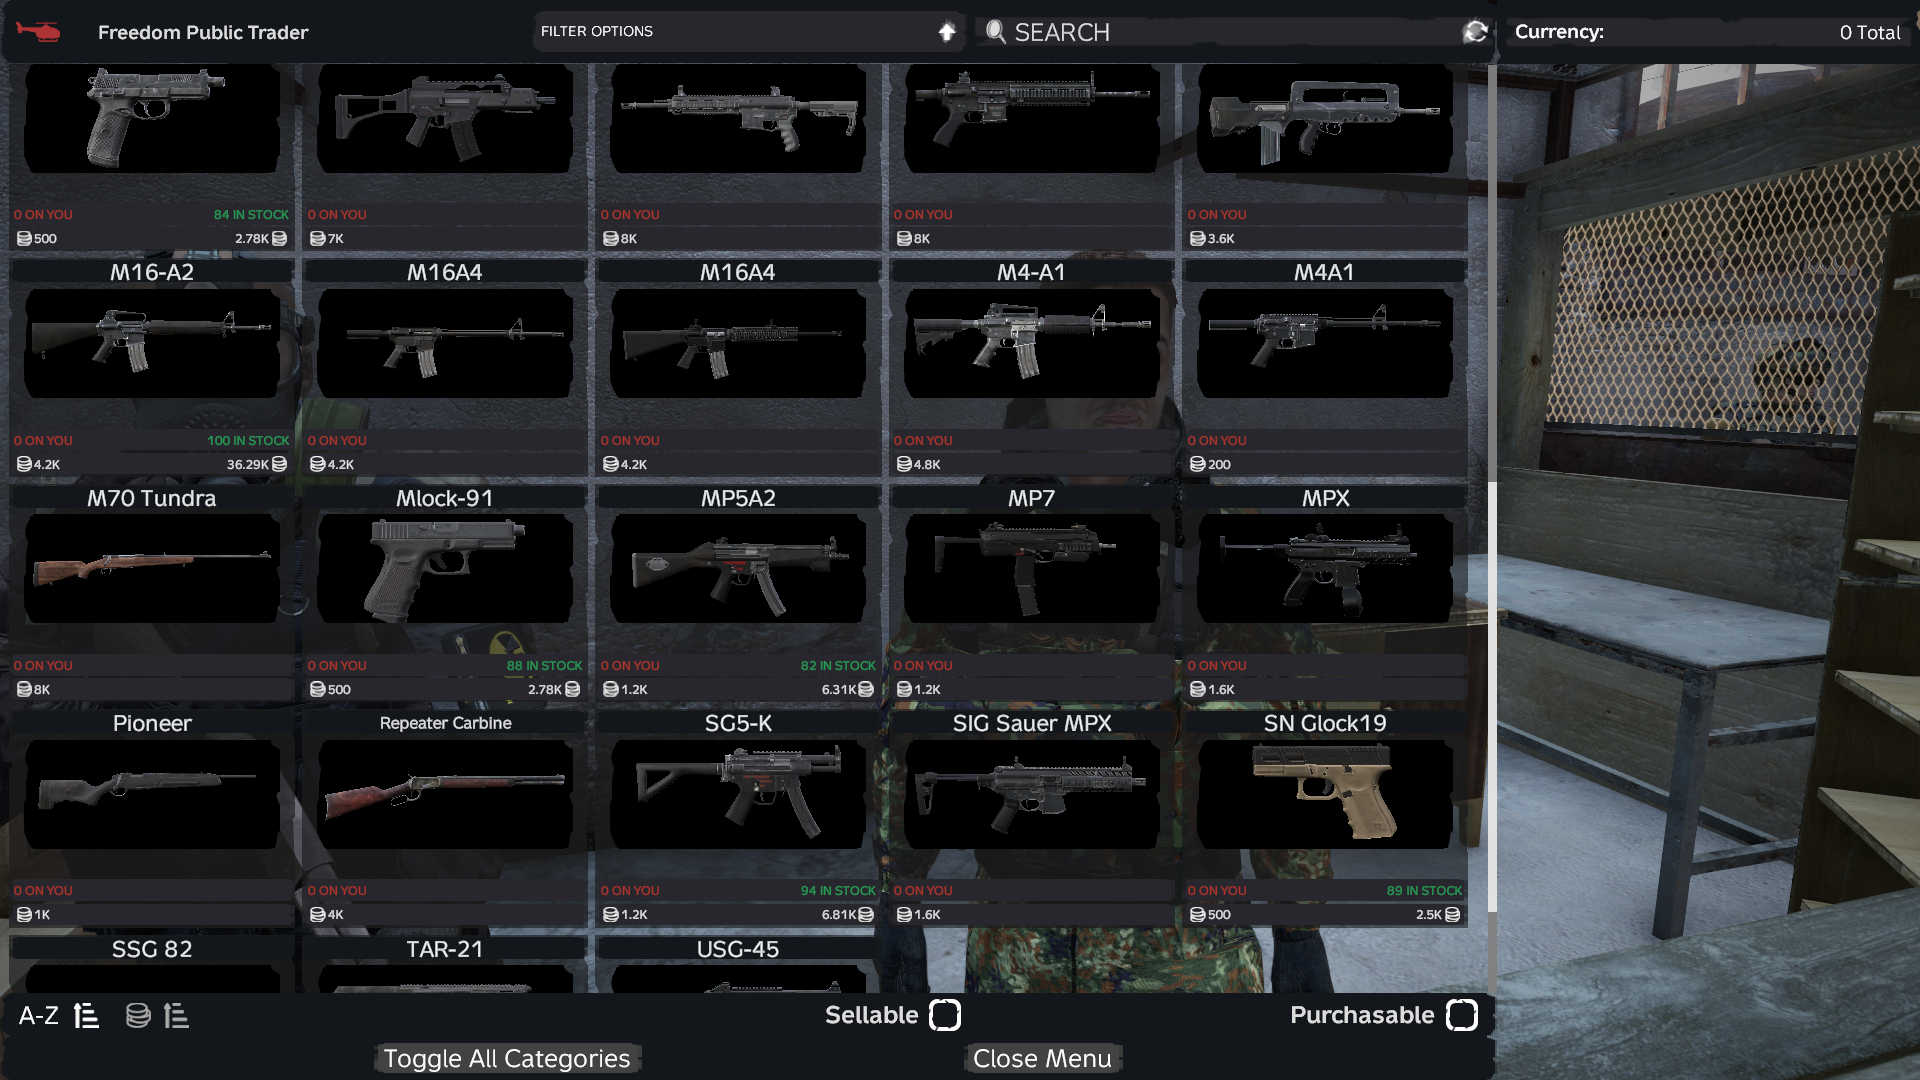 Freedom Public Trader
FILTER OPTIONS
SEARCH
Currency:
0 Total
0 ON YOU 84 IN STOCK
500 2.78K
0 ON YOU
7K
0 ON YOU
8K
0 ON YOU
8K
0 ON YOU
3.6K
M16-A2
0 ON YOU 100 IN STOCK
4.2K 36.29K
M16A4
0 ON YOU
4.2K
M16A4
0 ON YOU
4.2K
M4-A1
0 ON YOU
4.8K
M4A1
0 ON YOU
200
M70 Tundra
0 ON YOU
8K
Mlock-91
0 ON YOU 88 IN STOCK
500 2.78K
MP5A2
0 ON YOU 82 IN STOCK
1.2K 6.31K
MP7
0 ON YOU
1.2K
MPX
0 ON YOU
1.6K
Pioneer
0 ON YOU
1K
Repeater Carbine
0 ON YOU
4K
SG5-K
0 ON YOU 94 IN STOCK
1.2K 6.81K
SIG Sauer MPX
0 ON YOU
1.6K
SN Glock19
0 ON YOU 89 IN STOCK
500 2.5K
SSG 82
TAR-21
USG-45
A-Z
Sellable
Purchasable
Toggle All Categories
Close Menu